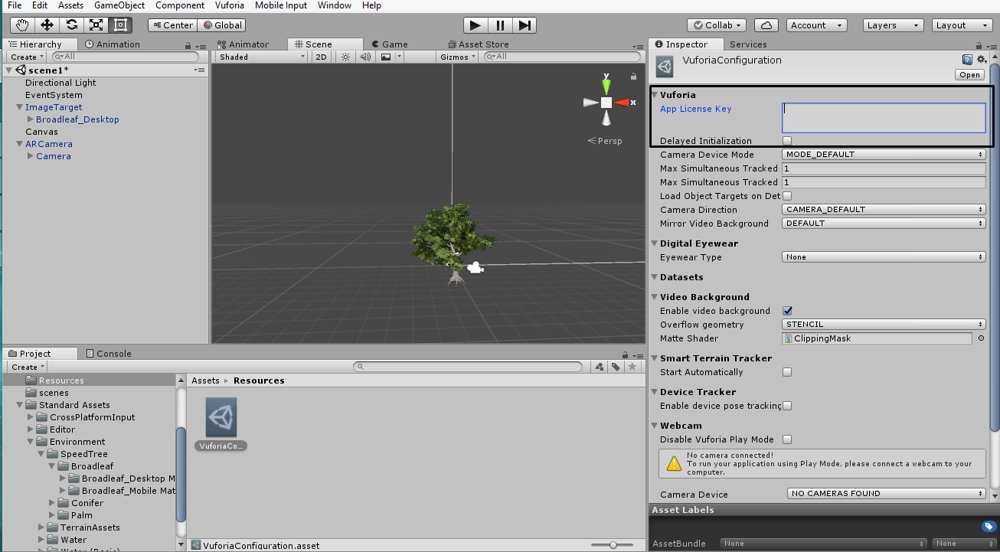 File Edit Assets GameObject Component Vuforia Mobile Input Window Help
Center Global Collab Account Layers Layout
Hierarchy Animation
Create All
scene1*
Directional Light
EventSystem
ImageTarget
Broadleaf_Desktop
Canvas
ARCamera
Camera
Animator Scene Game Asset Store
Shaded 2D Gizmos All
y
x
Persp
Project Console
Create
Resources
scenes
Standard Assets
CrossPlatformInput
Editor
Environment
SpeedTree
Broadleaf
Broadleaf_Desktop M
Broadleaf_Mobile Mat
Conifer
Palm
TerrainAssets
Water
Water (Basic)
Assets Resources
VuforiaCo...
VuforiaConfiguration.asset
Inspector Services
VuforiaConfiguration
Open
Vuforia
App License Key
Delayed Initialization
Camera Device Mode MODE_DEFAULT
Max Simultaneous Tracked 1
Max Simultaneous Tracked 1
Load Object Targets on Det
Camera Direction CAMERA_DEFAULT
Mirror Video Background DEFAULT
Digital Eyewear
Eyewear Type None
Datasets
Video Background
Enable video background
Overflow geometry STENCIL
Matte Shader ClippingMask
Smart Terrain Tracker
Start Automatically
Device Tracker
Enable device pose tracking
Webcam
Disable Vuforia Play Mode
No camera connected!
To run your application using Play Mode, please connect a webcam to your
computer.
Camera Device NO CAMERAS FOUND
Asset Labels
AssetBundle None None